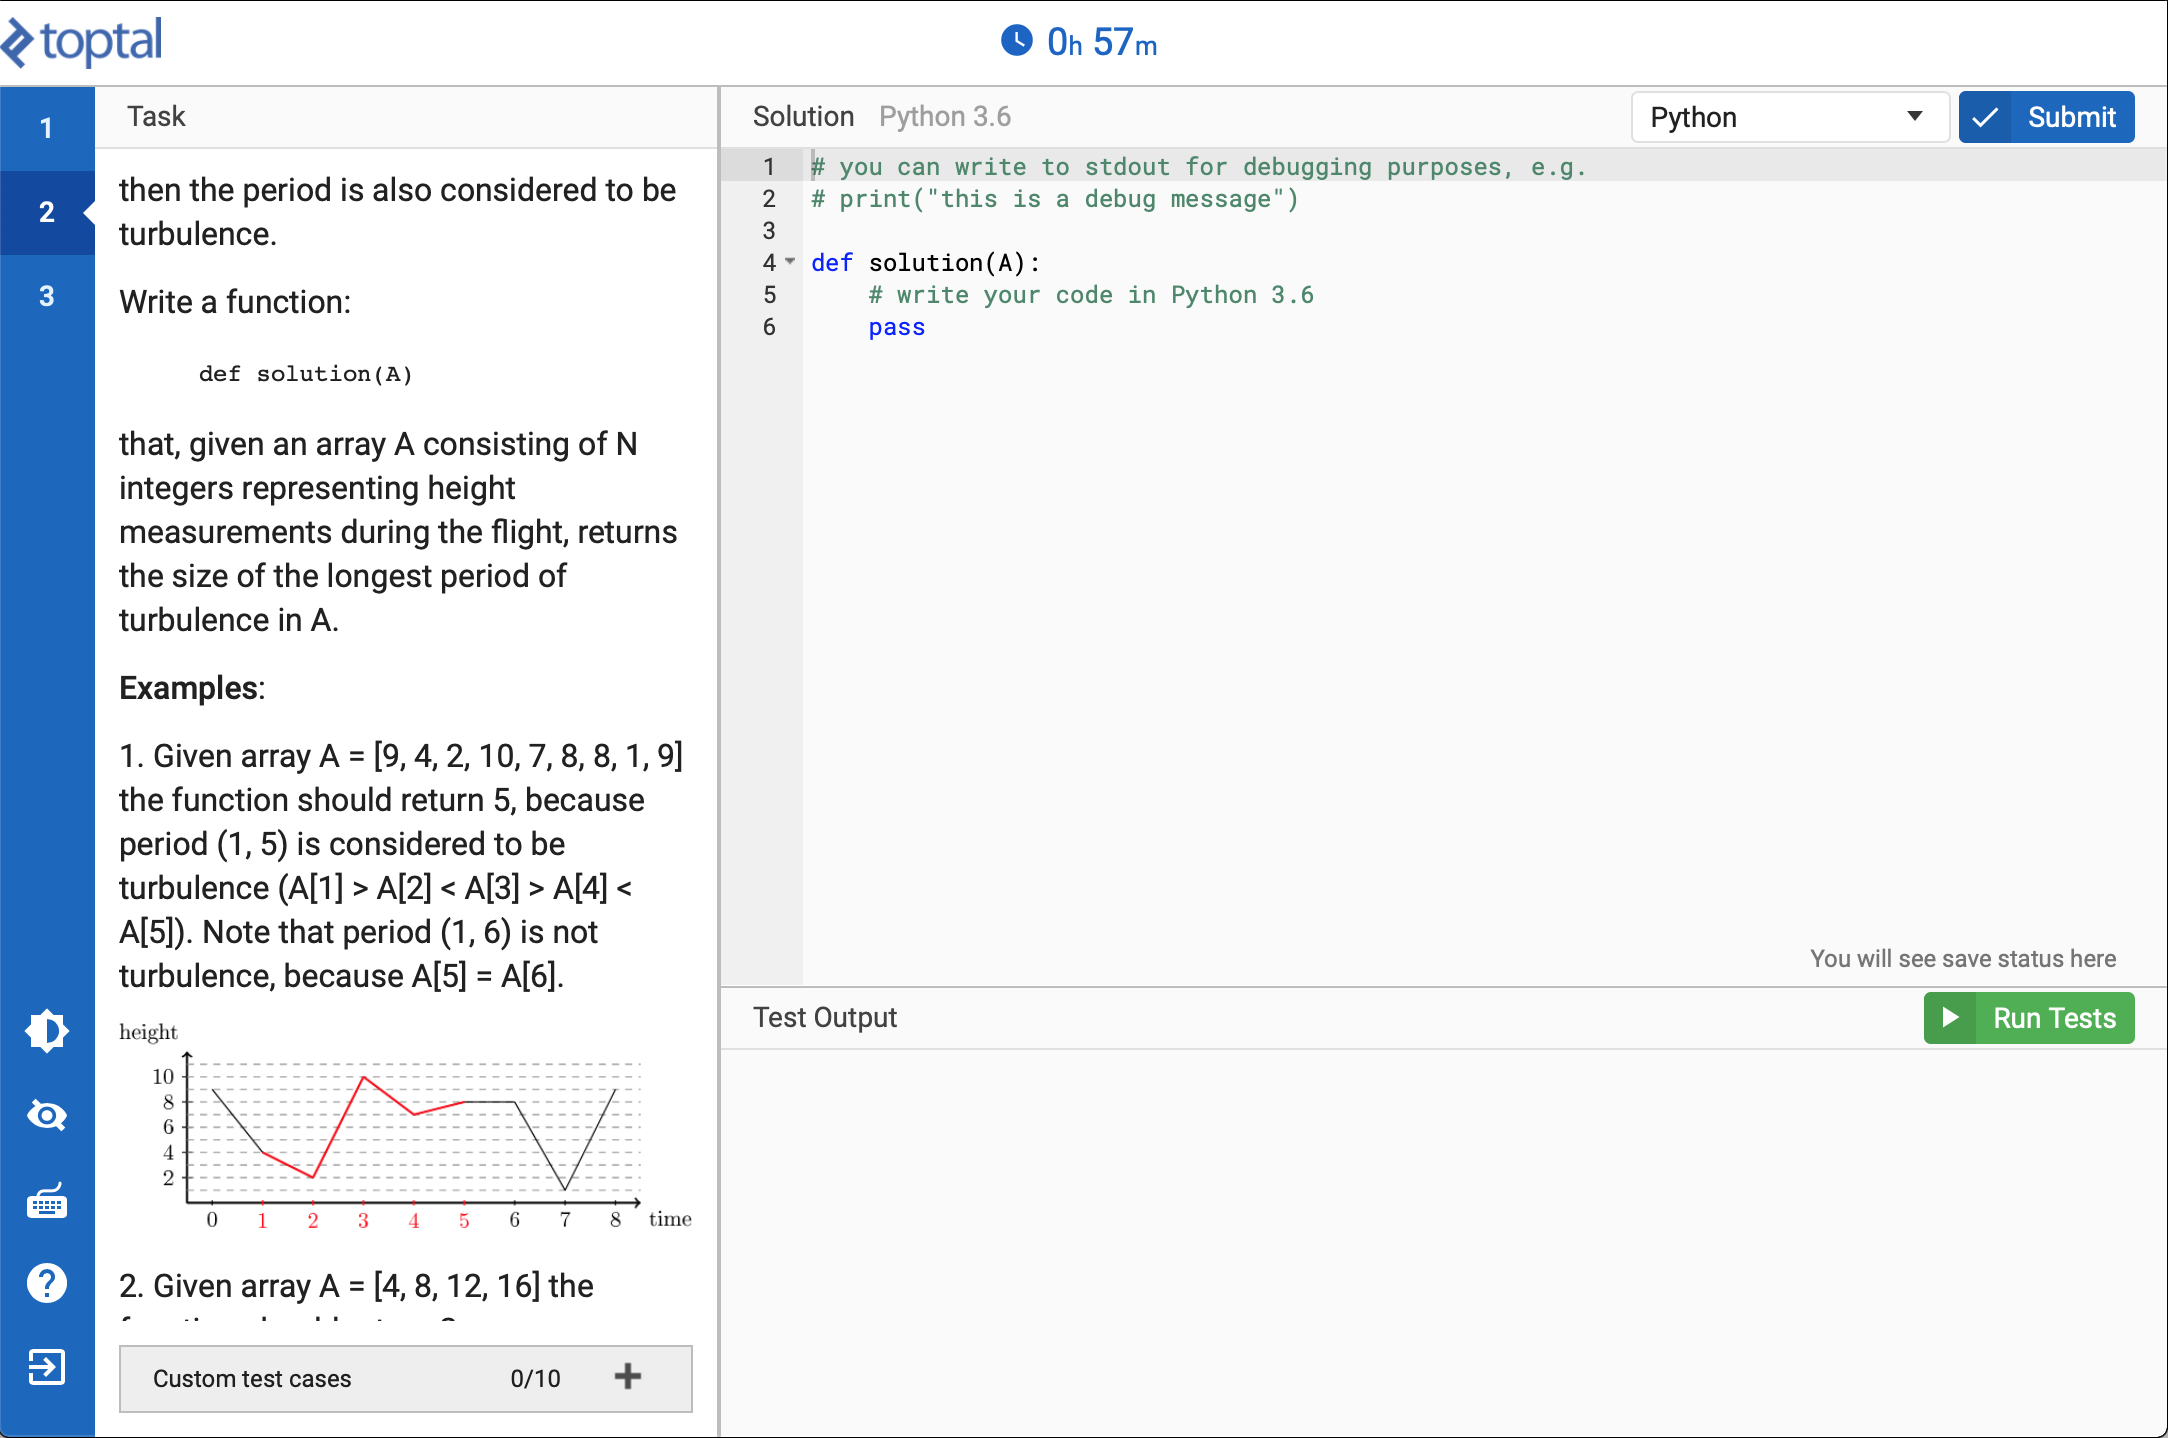 toptal
0h 57m
1
2
3
Task
then the period is also considered to be
turbulence.
Write a function:
def solution(A)
that, given an array A consisting of N
integers representing height
measurements during the flight, returns
the size of the longest period of
turbulence in A.
Examples:
1. Given array A = [9, 4, 2, 10, 7, 8, 8, 1, 9]
the function should return 5, because
period (1, 5) is considered to be
turbulence (A[1] > A[2] < A[3] > A[4] <
A[5]). Note that period (1, 6) is not
turbulence, because A[5] = A[6].
height
10
8
6
4
2
0 1 2 3 4 5 6 7 8 time
2. Given array A = [4, 8, 12, 16] the
Custom test cases 0/10 +
Solution Python 3.6
Python
Submit
1 # you can write to stdout for debugging purposes, e.g.
2 # print("this is a debug message")
3
4 def solution(A):
5 # write your code in Python 3.6
6 pass
You will see save status here
Test Output
Run Tests